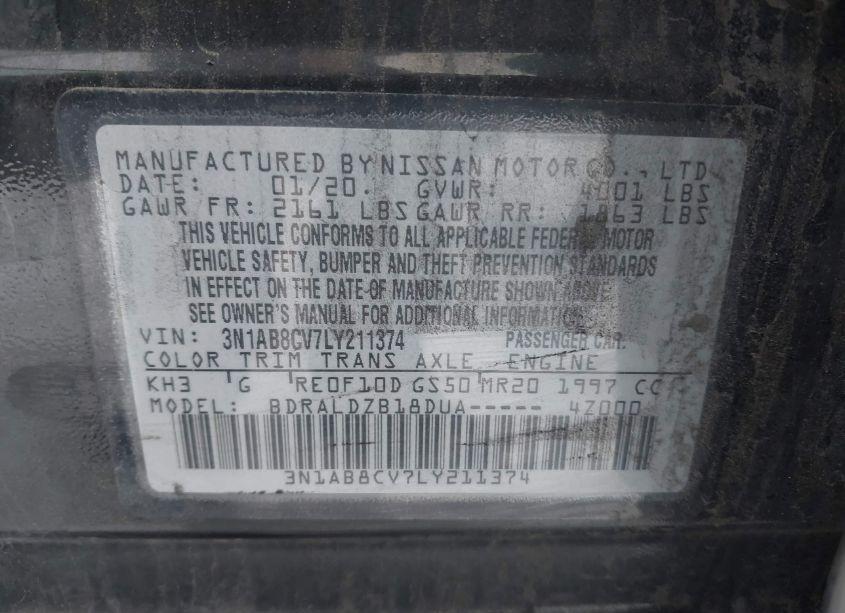 MANUFACTURED BY NISSAN MOTOR CO., LTD
DATE: 01/20. GVWR: 4001 LBS
GAWR FR: 2161 LBS GAWR RR: 1863 LBS
THIS VEHICLE CONFORMS TO ALL APPLICABLE FEDERAL MOTOR
VEHICLE SAFETY, BUMPER AND THEFT PREVENTION STANDARDS
IN EFFECT ON THE DATE OF MANUFACTURE SHOWN ABOVE.
SEE OWNER'S MANUAL FOR ADDITIONAL INFORMATION.
VIN: 3N1AB8CV7LY211374 PASSENGER CAR.
COLOR TRIM TRANS AXLE. ENGINE
KH3 G RE0F10D GS50 MR20 1997 CC
MODEL: BDRALDZB18DUA----- 4Z000
3N1AB8CV7LY211374